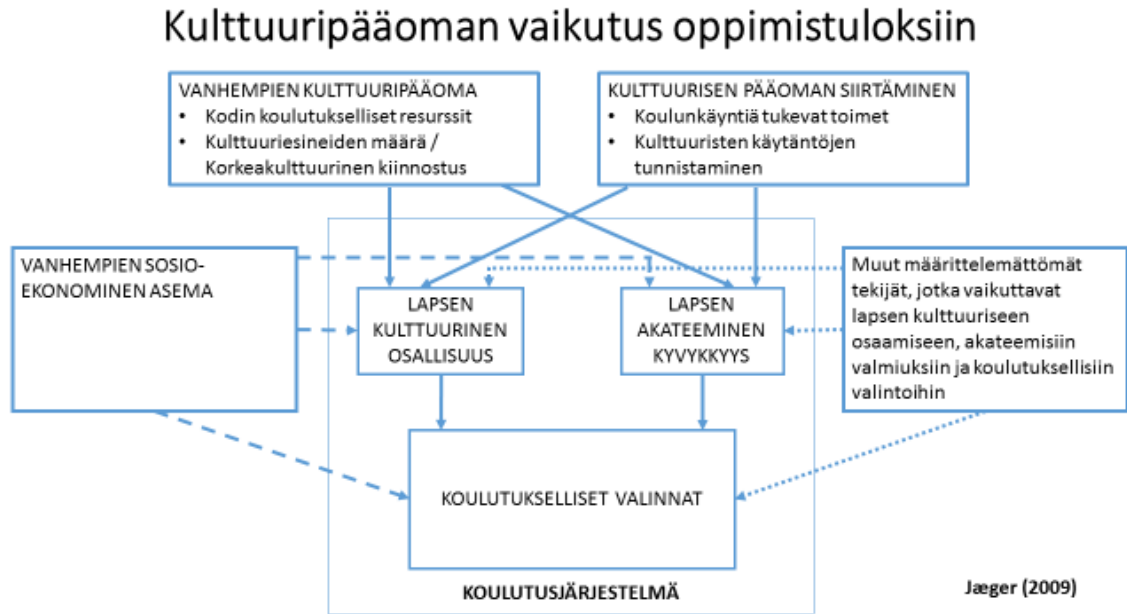 Kulttuuripääoman vaikutus oppimistuloksiin
VANHEMPIEN KULTTUURIPÄÄOMA
• Kodin koulutukselliset resurssit
• Kulttuuriesineiden määrä /
Korkeakulttuurinen kiinnostus
KULTTUURISEN PÄÄOMAN SIIRTÄMINEN
• Koulunkäyntiä tukevat toimet
• Kulttuuristen käytäntöjen
tunnistaminen
VANHEMPIEN SOSIO-
EKONOMINEN ASEMA
LAPSEN
KULTTUURINEN
OSALLISUUS
LAPSEN
AKATEEMINEN
KYVYKKYYS
Muut määrittelemättömät
tekijät, jotka vaikuttavat
lapsen kulttuuriseen
osaamiseen, akateemisiin
valmiuksiin ja koulutuksellisiin
valintoihin
KOULUTUKSELLISET VALINNAT
KOULUTUSJÄRJESTELMÄ
Jæger (2009)